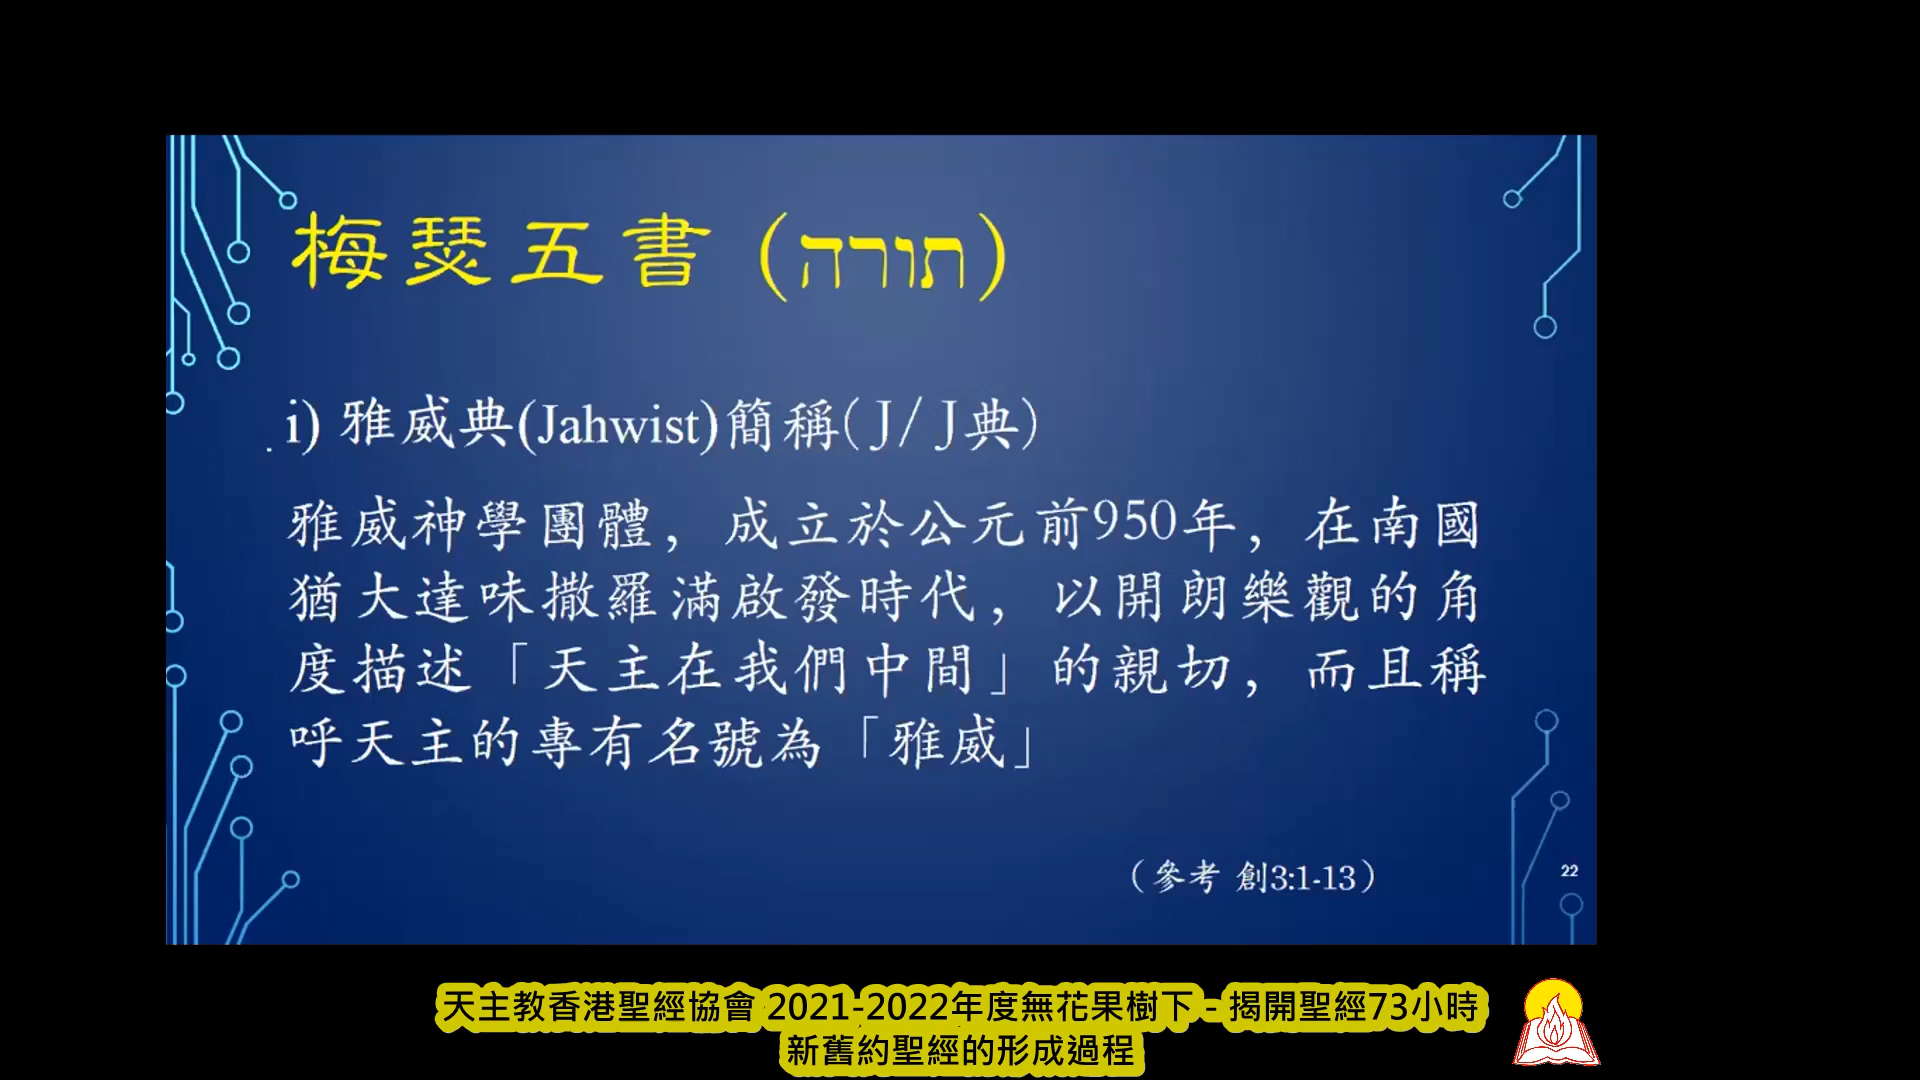 梅瑟五書 (תורה)
i) 雅威典(Jahwist)簡稱(J/J典)
雅威神學團體，成立於公元前950年，在南國
猶大達味撒羅滿啟發時代，以開朗樂觀的角
度描述「天主在我們中間」的親切，而且稱
呼天主的專有名號為「雅威」
（參考 創3:1-13）
22
天主教香港聖經協會 2021-2022年度無花果樹下 - 揭開聖經73小時
新舊約聖經的形成過程